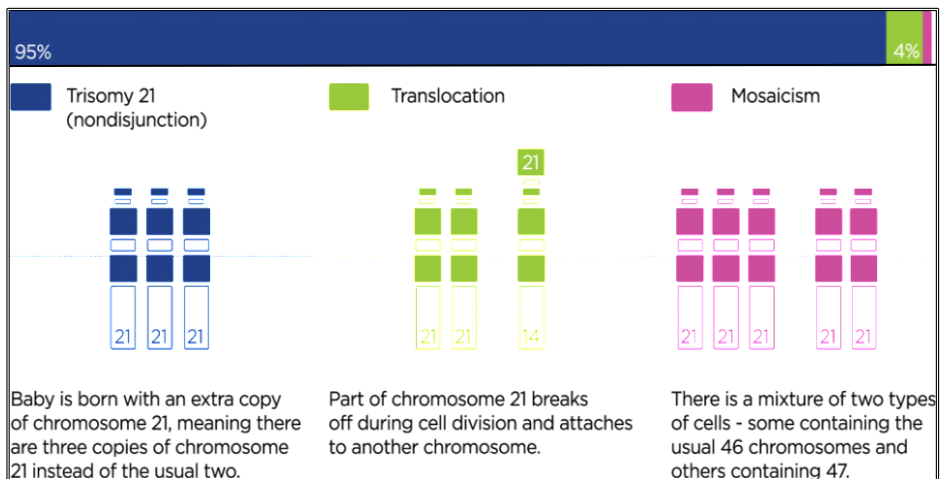 95%
4%
Trisomy 21
(nondisjunction)
Translocation
Mosaicism
21
21 21 21
21 21 14
21 21 21 21 21
Baby is born with an extra copy
of chromosome 21, meaning there
are three copies of chromosome
21 instead of the usual two.
Part of chromosome 21 breaks
off during cell division and attaches
to another chromosome.
There is a mixture of two types
of cells - some containing the
usual 46 chromosomes and
others containing 47.